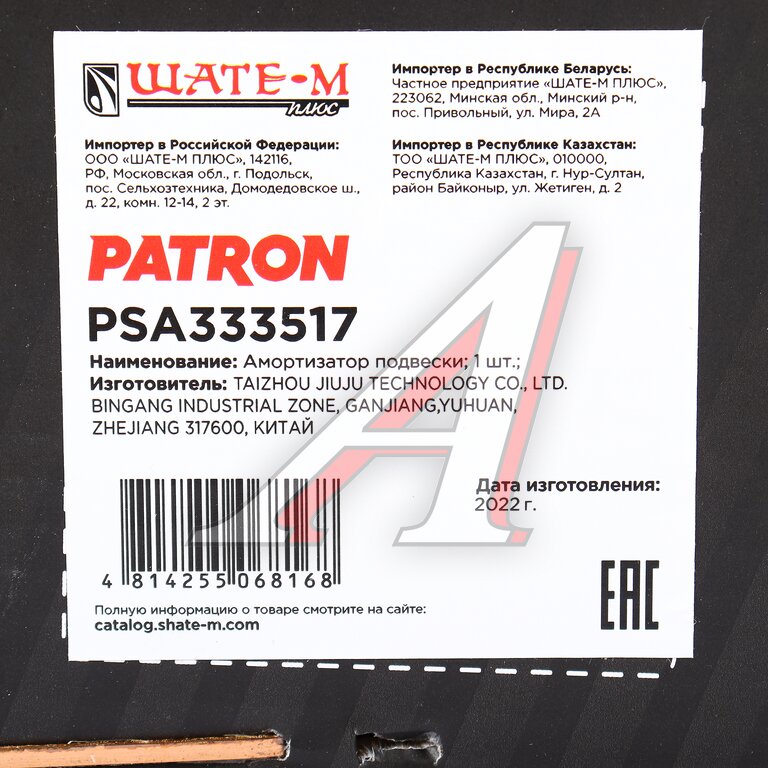 ШАТЕ-М
ПЛЮС
Импортер в Российской Федерации:
ООО «ШАТЕ-М ПЛЮС», 142116,
РФ, Московская обл., г. Подольск,
пос. Сельхозтехника, Домодедовское ш.,
д. 22, комн. 12-14, 2 эт.
Импортер в Республике Беларусь:
Частное предприятие «ШАТЕ-М ПЛЮС»,
223062, Минская обл., Минский р-н,
пос. Привольный, ул. Мира, 2А
Импортер в Республике Казахстан:
ТОО «ШАТЕ-М ПЛЮС», 010000,
Республика Казахстан, г. Нур-Султан,
район Байконыр, ул. Жетиген, д. 2
PATRON
PSA333517
Наименование: Амортизатор подвески; 1 шт.;
Изготовитель: TAIZHOU JIUJU TECHNOLOGY CO., LTD.
BINGANG INDUSTRIAL ZONE, GANJIANG,YUHUAN,
ZHEJIANG 317600, КИТАЙ
Дата изготовления:
2022 г.
4 814255 068168
EAC
Полную информацию о товаре смотрите на сайте:
catalog.shate-m.com